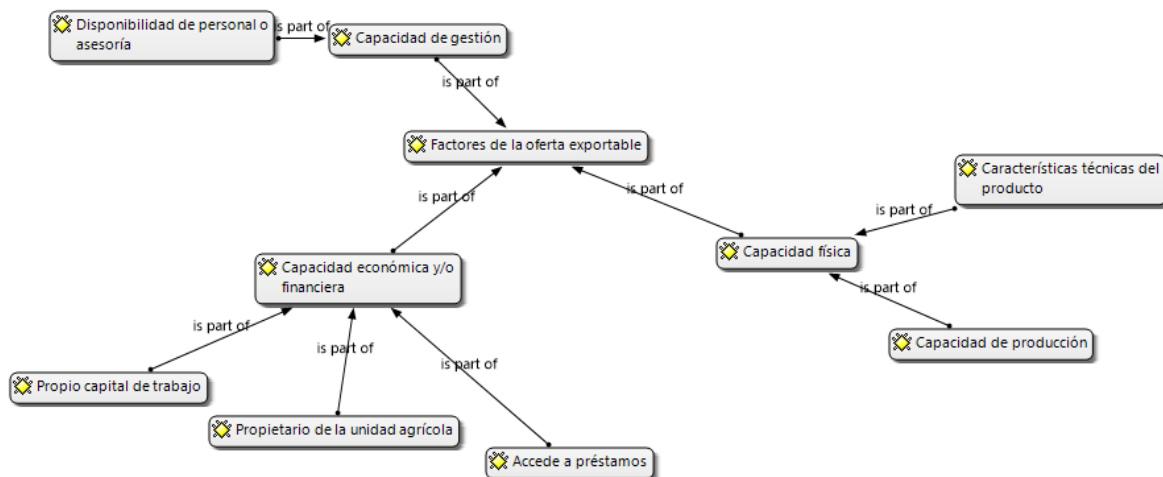 Disponibilidad de personal o
asesoría
is part of
Capacidad de gestión
is part of
Factores de la oferta exportable
is part of
is part of
Características técnicas del
producto
is part of
Capacidad física
Capacidad económica y/o
financiera
is part of
Capacidad de producción
is part of
is part of
is part of
Propio capital de trabajo
Propietario de la unidad agrícola
Accede a préstamos